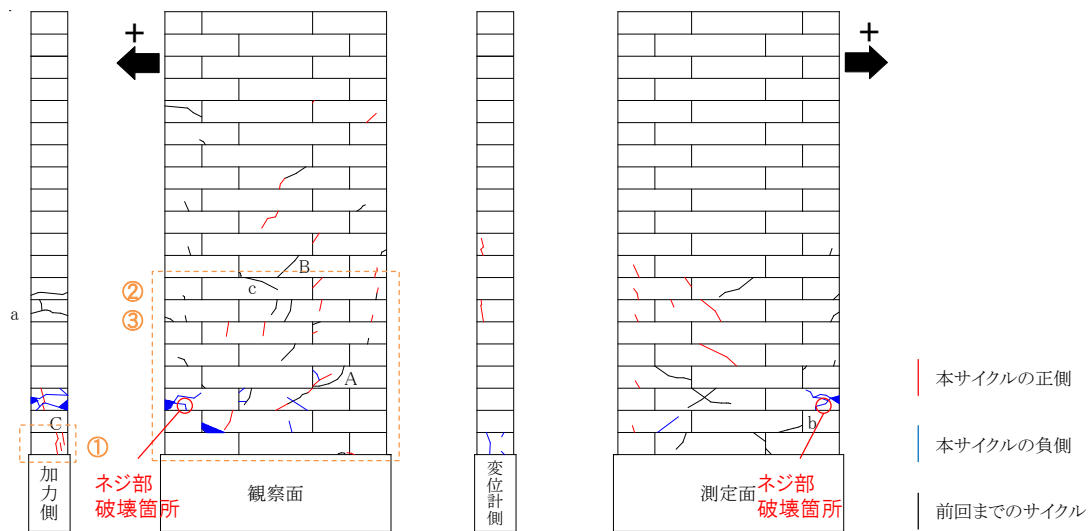 +
+
B
c
②
a
③
A
C
b
①
ネジ部
破壊箇所
ネジ部
破壊箇所
加力側
観察面
変位計側
測定面
本サイクルの正側
本サイクルの負側
前回までのサイクル